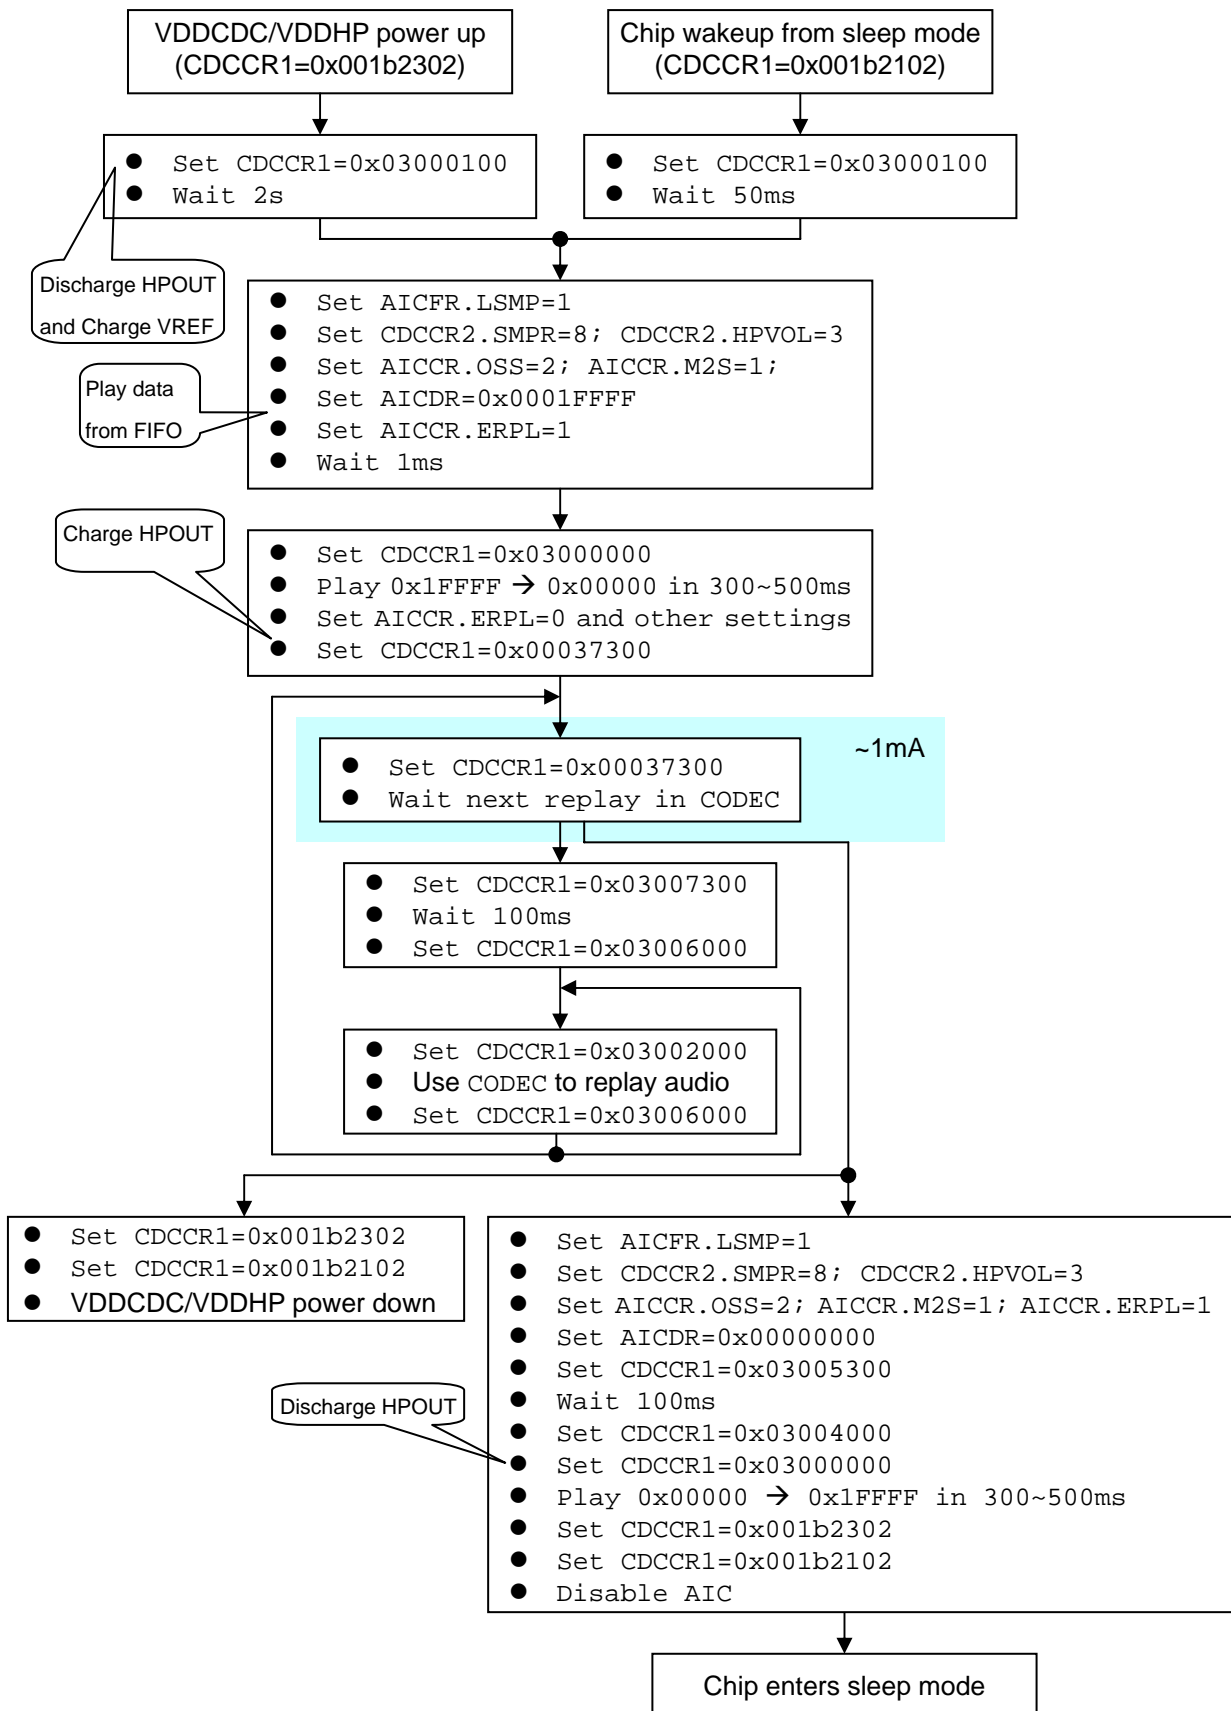 VDDCDC/VDDHP power up
(CDCCR1=0x001b2302)
Chip wakeup from sleep mode
(CDCCR1=0x001b2102)
● Set CDCCR1=0x03000100
● Wait 2s
● Set CDCCR1=0x03000100
● Wait 50ms
Discharge HPOUT
and Charge VREF
● Set AICFR.LSMP=1
● Set CDCCR2.SMPR=8; CDCCR2.HPVOL=3
● Set AICCR.OSS=2; AICCR.M2S=1;
● Set AICDR=0x0001FFFF
● Set AICCR.ERPL=1
● Wait 1ms
Play data
from FIFO
Charge HPOUT
● Set CDCCR1=0x03000000
● Play 0x1FFFF → 0x00000 in 300~500ms
● Set AICCR.ERPL=0 and other settings
● Set CDCCR1=0x00037300
~1mA
● Set CDCCR1=0x00037300
● Wait next replay in CODEC
● Set CDCCR1=0x03007300
● Wait 100ms
● Set CDCCR1=0x03006000
● Set CDCCR1=0x03002000
● Use CODEC to replay audio
● Set CDCCR1=0x03006000
● Set CDCCR1=0x001b2302
● Set CDCCR1=0x001b2102
● VDDCDC/VDDHP power down
● Set AICFR.LSMP=1
● Set CDCCR2.SMPR=8; CDCCR2.HPVOL=3
● Set AICCR.OSS=2; AICCR.M2S=1; AICCR.ERPL=1
● Set AICDR=0x00000000
● Set CDCCR1=0x03005300
● Wait 100ms
● Set CDCCR1=0x03004000
● Set CDCCR1=0x03000000
● Play 0x00000 → 0x1FFFF in 300~500ms
● Set CDCCR1=0x001b2302
● Set CDCCR1=0x001b2102
● Disable AIC
Discharge HPOUT
Chip enters sleep mode